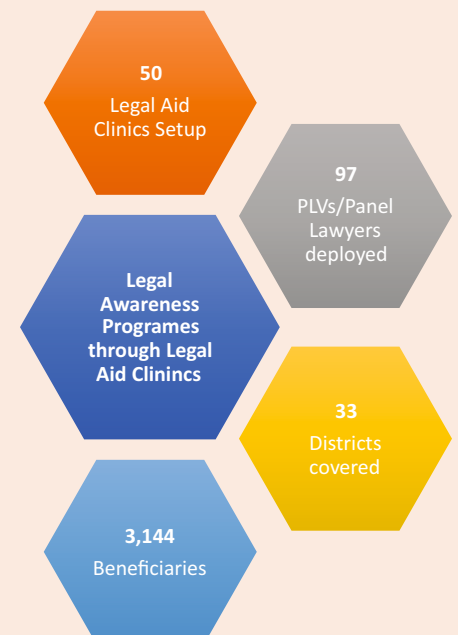 50
Legal Aid
Clinics Setup
97
PLVs/Panel
Lawyers
deployed
Legal
Awareness
Programes
through Legal
Aid Clinincs
33
Districts
covered
3,144
Beneficiaries